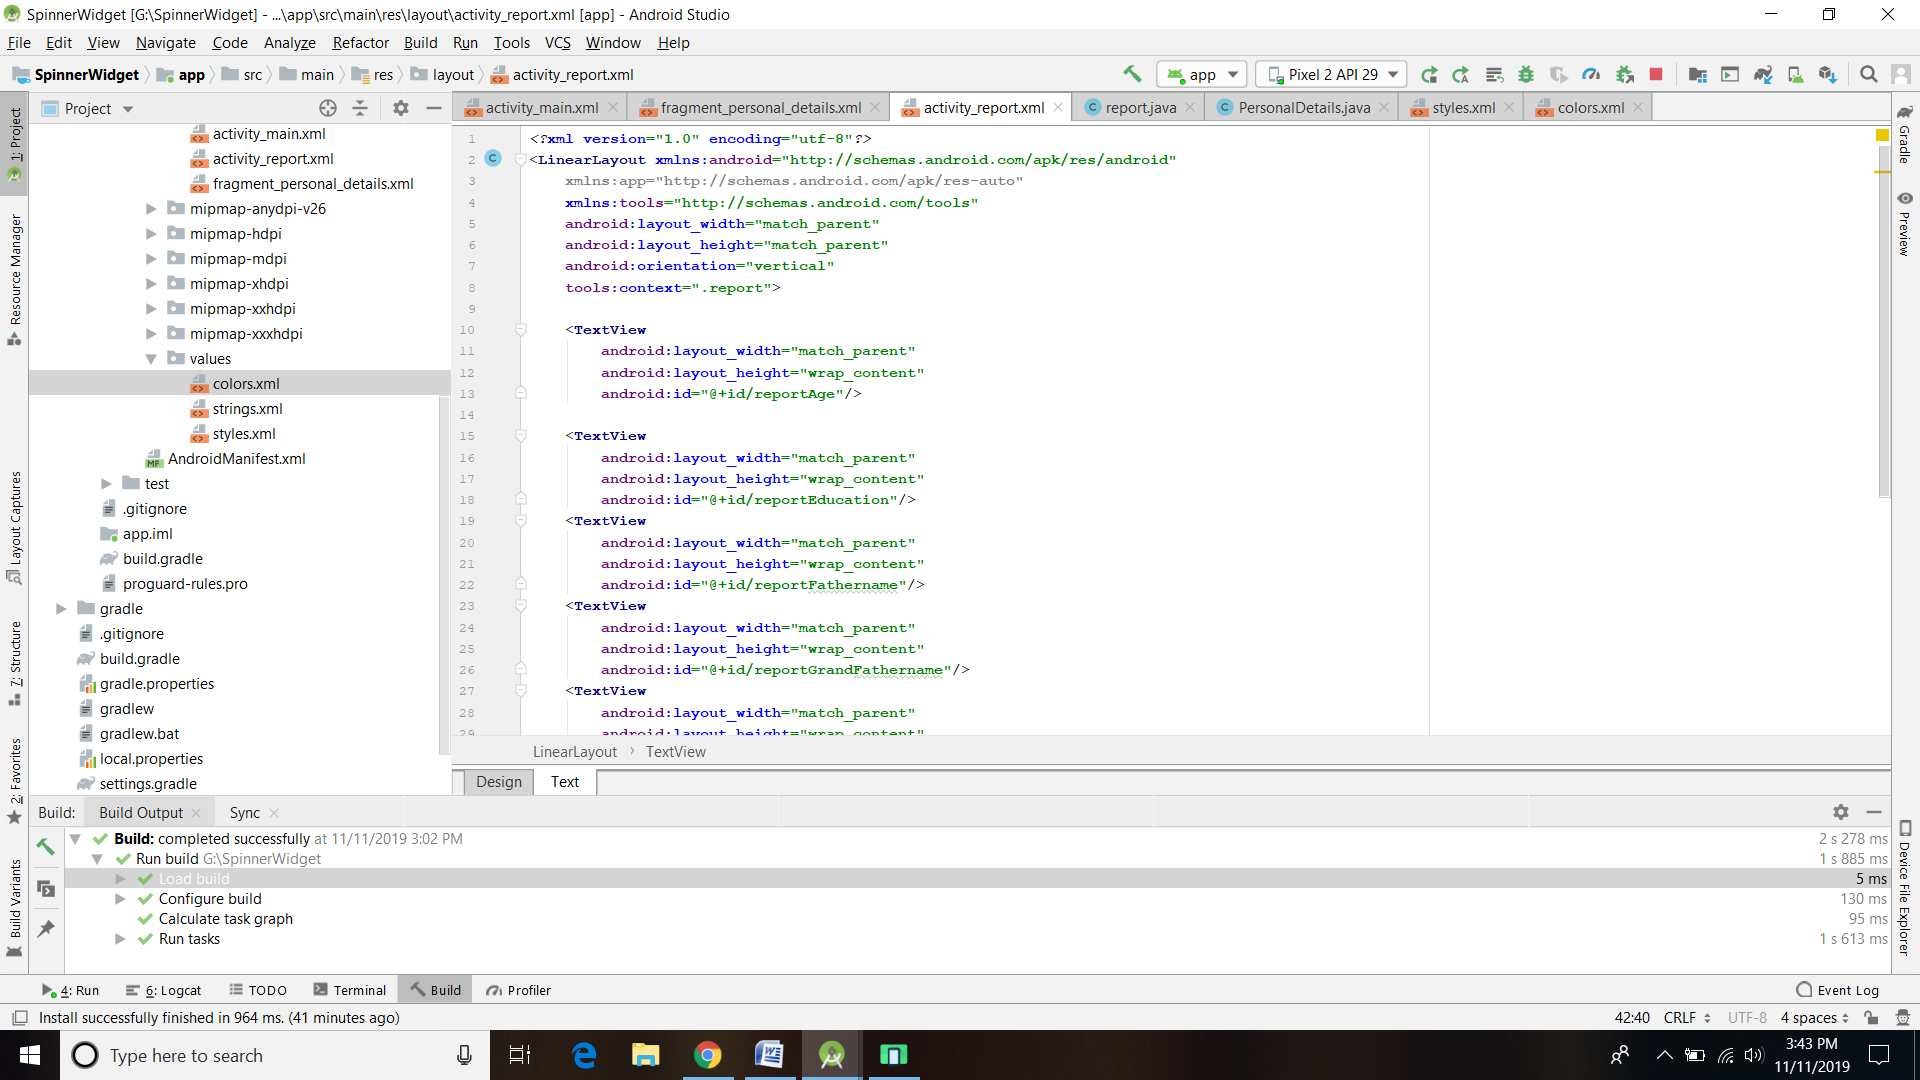 SpinnerWidget [G:\SpinnerWidget] - ...\app\src\main\res\layout\activity_report.xml [app] - Android Studio
File Edit View Navigate Code Analyze Refactor Build Run Tools VCS Window Help
SpinnerWidget app src main res layout activity_report.xml app Pixel 2 API 29
Project
activity_main.xml fragment_personal_details.xml activity_report.xml report.java PersonalDetails.java styles.xml colors.xml
1: Project
Resource Manager
Layout Captures
7: Structure
2: Favorites
Build Variants
activity_main.xml
activity_report.xml
fragment_personal_details.xml
mipmap-anydpi-v26
mipmap-hdpi
mipmap-mdpi
mipmap-xhdpi
mipmap-xxhdpi
mipmap-xxxhdpi
values
colors.xml
strings.xml
styles.xml
AndroidManifest.xml
test
.gitignore
app.iml
build.gradle
proguard-rules.pro
gradle
.gitignore
build.gradle
gradle.properties
gradlew
gradlew.bat
local.properties
settings.gradle
1 <?xml version="1.0" encoding="utf-8"?>
2 <LinearLayout xmlns:android="http://schemas.android.com/apk/res/android"
3 xmlns:app="http://schemas.android.com/apk/res-auto"
4 xmlns:tools="http://schemas.android.com/tools"
5 android:layout_width="match_parent"
6 android:layout_height="match_parent"
7 android:orientation="vertical"
8 tools:context=".report">
9
10 <TextView
11 android:layout_width="match_parent"
12 android:layout_height="wrap_content"
13 android:id="@+id/reportAge"/>
14
15 <TextView
16 android:layout_width="match_parent"
17 android:layout_height="wrap_content"
18 android:id="@+id/reportEducation"/>
19 <TextView
20 android:layout_width="match_parent"
21 android:layout_height="wrap_content"
22 android:id="@+id/reportFathername"/>
23 <TextView
24 android:layout_width="match_parent"
25 android:layout_height="wrap_content"
26 android:id="@+id/reportGrandFathername"/>
27 <TextView
28 android:layout_width="match_parent"
29 android:layout_height="wrap_content"
LinearLayout › TextView
Design Text
Gradle
Preview
Device File Explorer
Build: Build Output Sync
Build: completed successfully at 11/11/2019 3:02 PM 2 s 278 ms
Run build G:\SpinnerWidget 1 s 885 ms
Load build 5 ms
Configure build 130 ms
Calculate task graph 95 ms
Run tasks 1 s 613 ms
4: Run 6: Logcat TODO Terminal Build Profiler Event Log
Install successfully finished in 964 ms. (41 minutes ago) 42:40 CRLF UTF-8 4 spaces
Type here to search
3:43 PM
11/11/2019